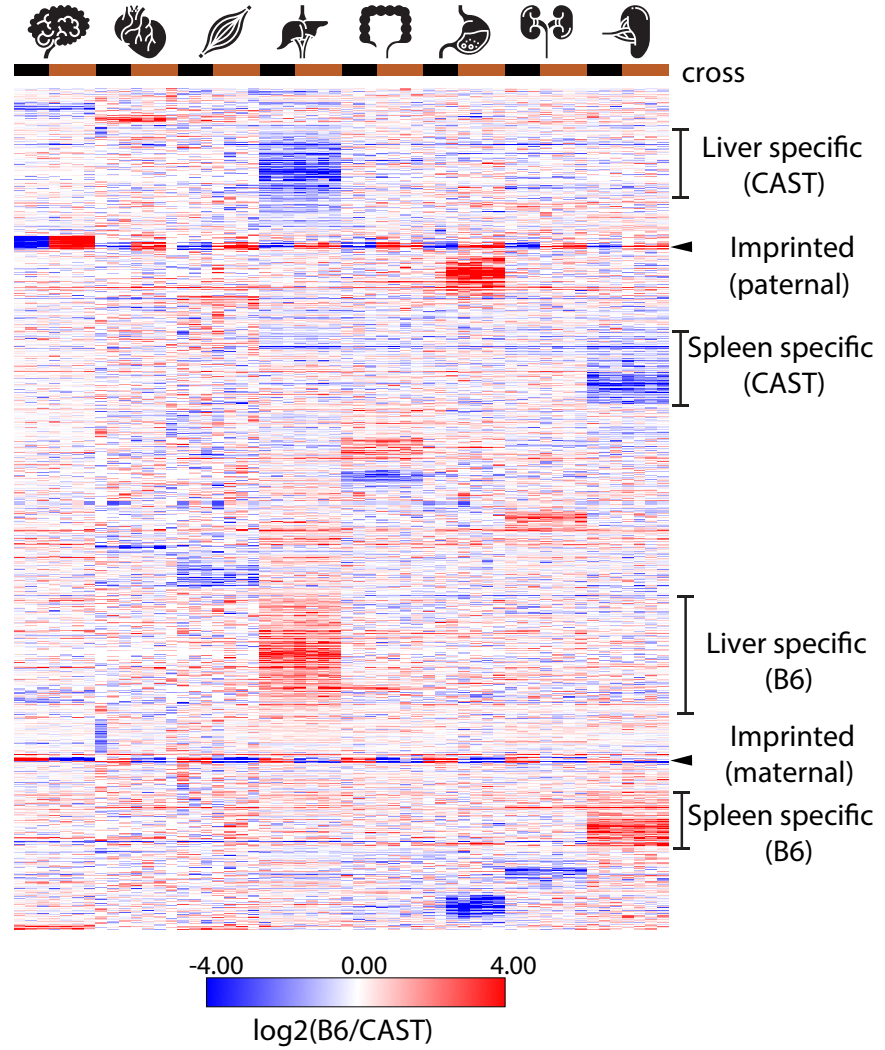 cross
Liver specific
(CAST)
Imprinted
(paternal)
Spleen specific
(CAST)
Liver specific
(B6)
Imprinted
(maternal)
Spleen specific
(B6)
-4.00 0.00 4.00
log2(B6/CAST)